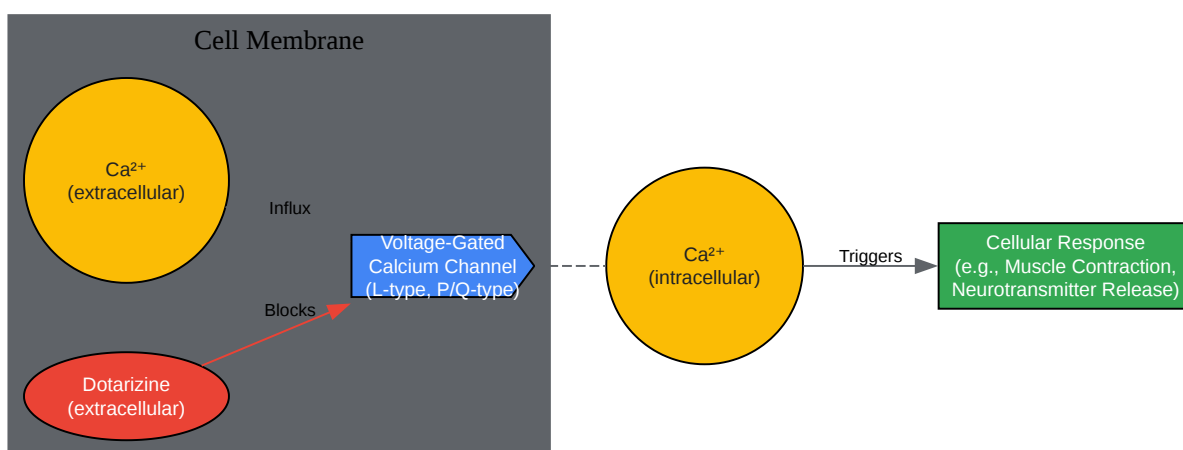 Cell Membrane
Ca²⁺
(extracellular)
Influx
Voltage-Gated
Calcium Channel
(L-type, P/Q-type)
Blocks
Dotarizine
(extracellular)
Ca²⁺
(intracellular)
Triggers
Cellular Response
(e.g., Muscle Contraction,
Neurotransmitter Release)